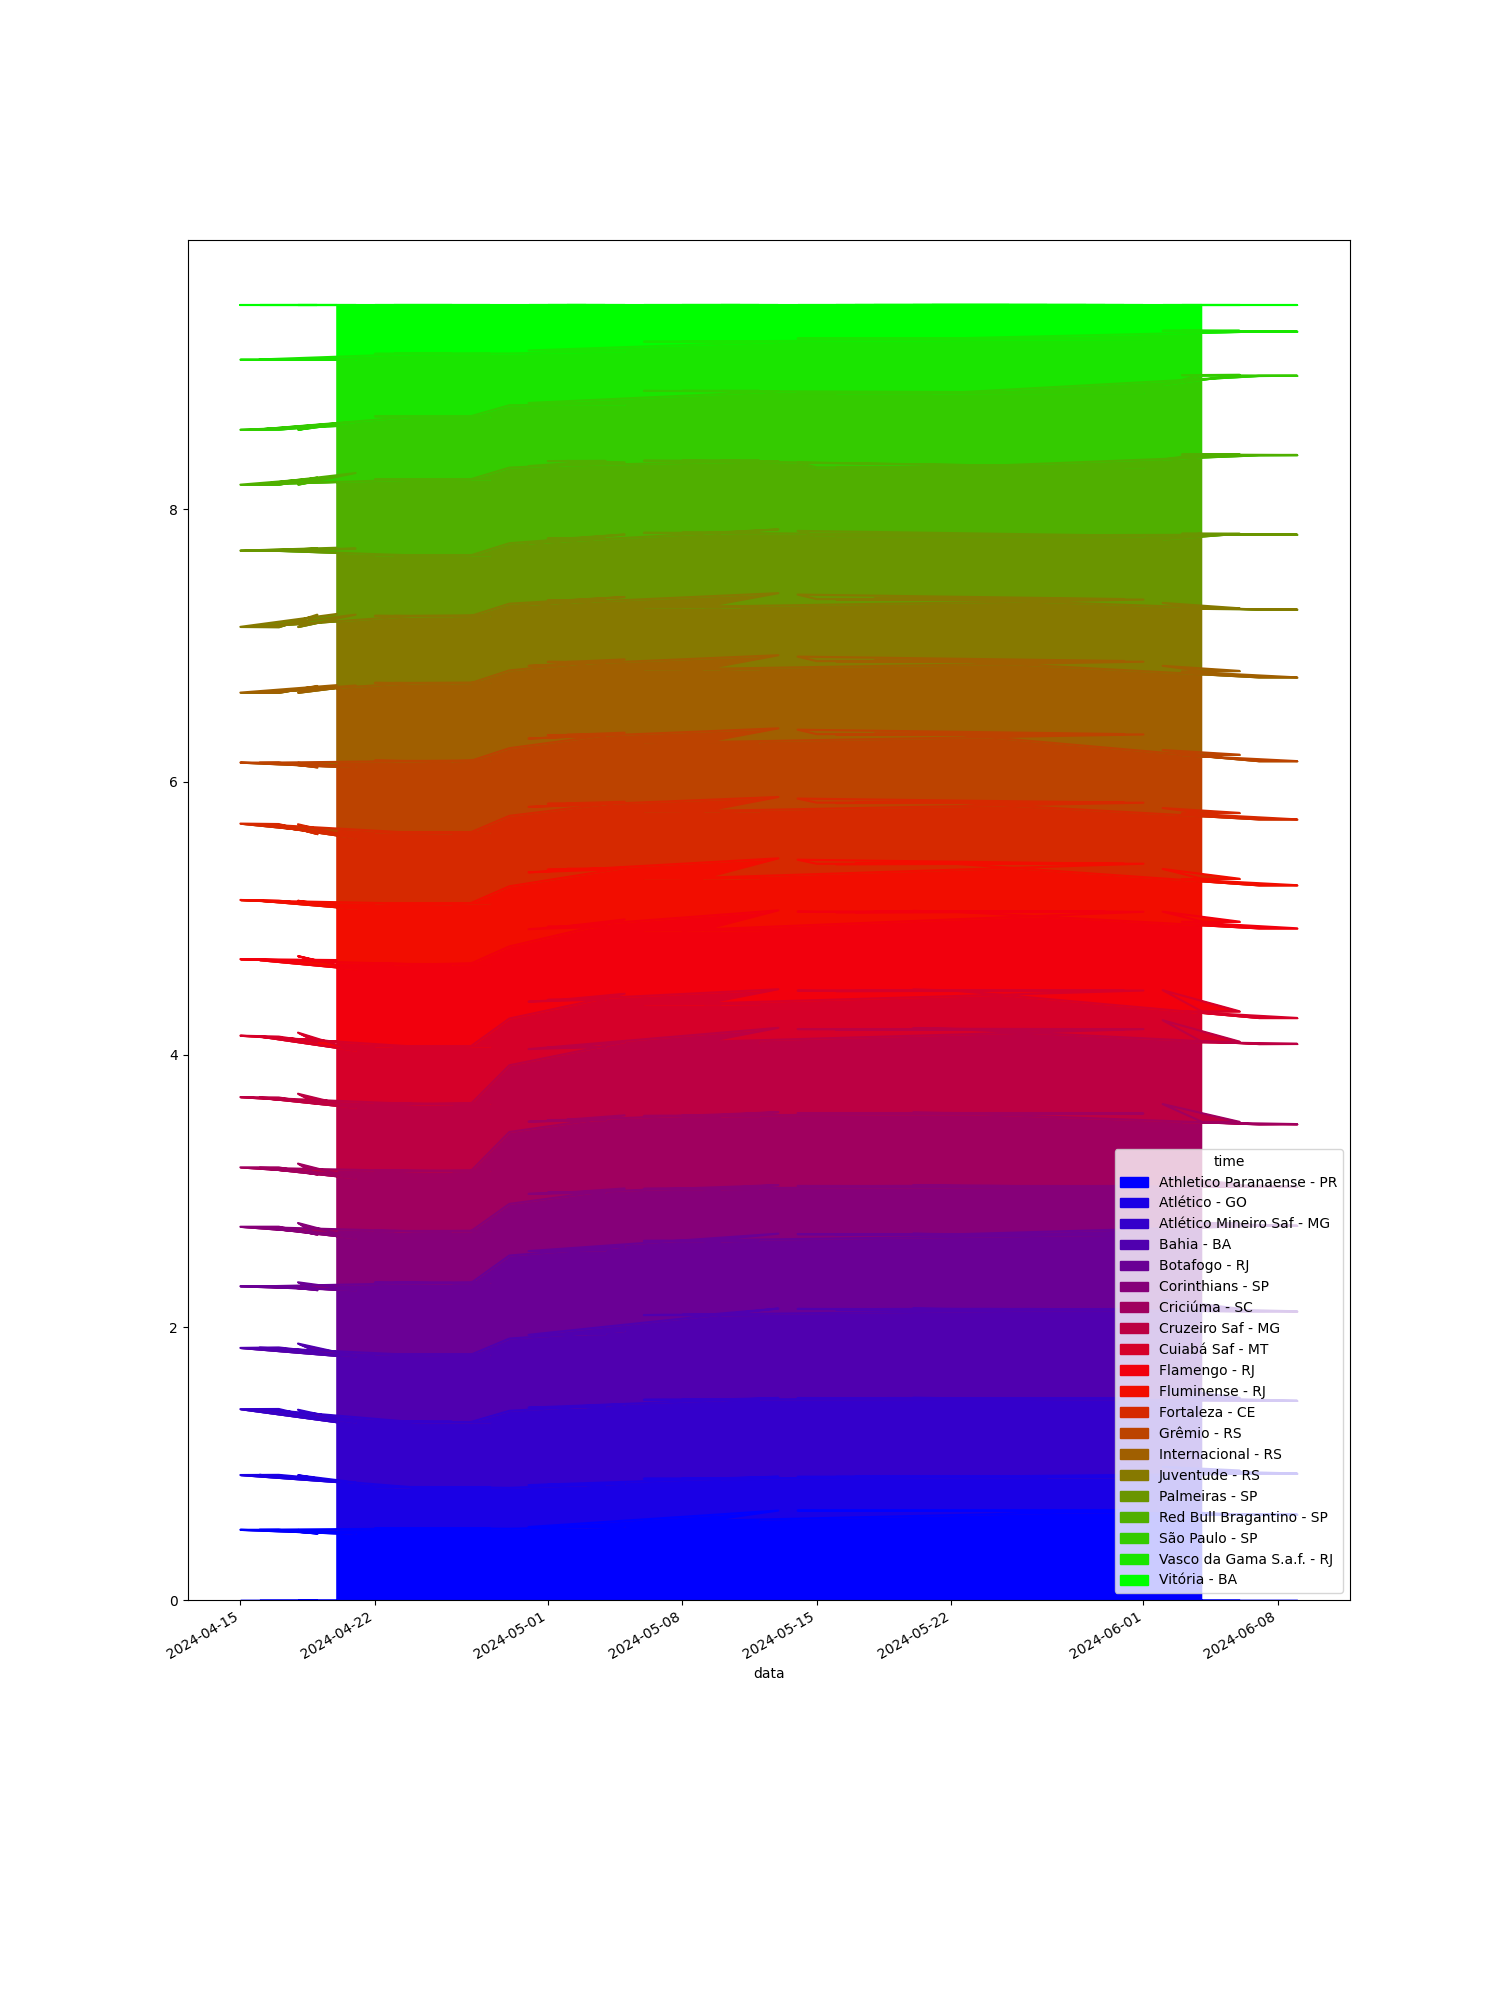 8
6
4
2
0
time
Athletico Paranaense - PR
Atlético - GO
Atlético Mineiro Saf - MG
Bahia - BA
Botafogo - RJ
Corinthians - SP
Criciúma - SC
Cruzeiro Saf - MG
Cuiabá Saf - MT
Flamengo - RJ
Fluminense - RJ
Fortaleza - CE
Grêmio - RS
Internacional - RS
Juventude - RS
Palmeiras - SP
Red Bull Bragantino - SP
São Paulo - SP
Vasco da Gama S.a.f. - RJ
Vitória - BA
2024-04-15
2024-04-22
2024-05-01
2024-05-08
2024-05-15
2024-05-22
2024-06-01
2024-06-08
data